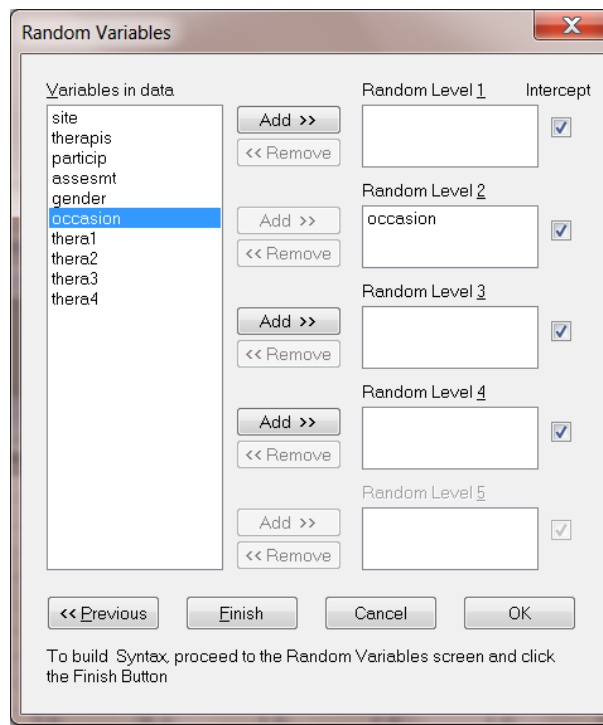 Random Variables
Variables in data
site
therapis
particip
assesmt
gender
occasion
thera1
thera2
thera3
thera4
Random Level 1 Intercept
Add >>
<< Remove
Random Level 2
Add >>
<< Remove
occasion
Random Level 3
Add >>
<< Remove
Random Level 4
Add >>
<< Remove
Random Level 5
Add >>
<< Remove
<< Previous Finish Cancel OK
To build Syntax, proceed to the Random Variables screen and click
the Finish Button